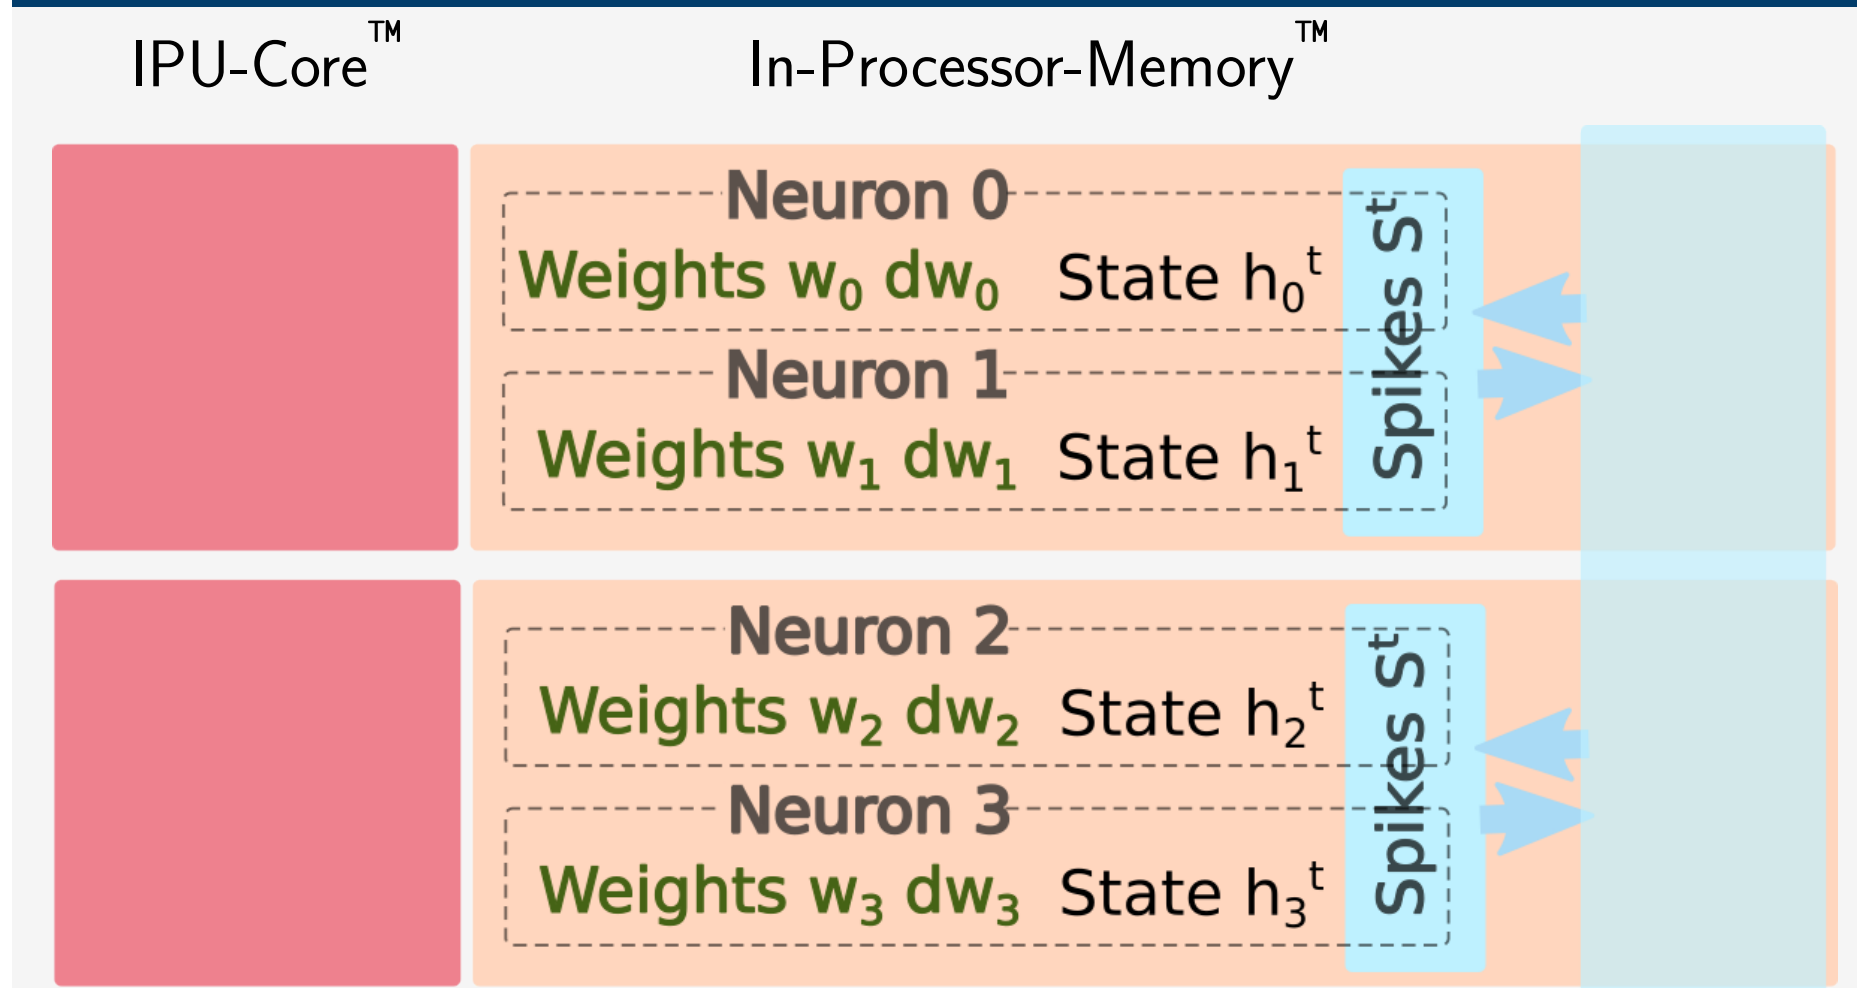 IPU-Core™
In-Processor-Memory™
Neuron 0
Weights w₀ dw₀ State h₀ᵗ
Neuron 1
Weights w₁ dw₁ State h₁ᵗ
Spikes Sᵗ
Neuron 2
Weights w₂ dw₂ State h₂ᵗ
Neuron 3
Weights w₃ dw₃ State h₃ᵗ
Spikes Sᵗ